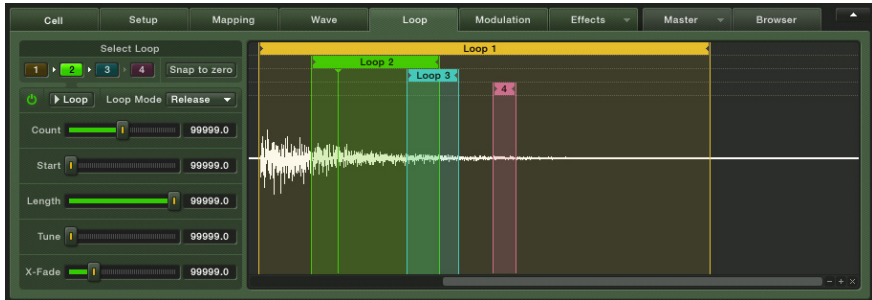 Cell Setup Mapping Wave Loop Modulation Effects Master Browser
Select Loop
1 2 3 4 Snap to zero
Loop Loop Mode Release
Count 99999.0
Start 99999.0
Length 99999.0
Tune 99999.0
X-Fade 99999.0
Loop 1
Loop 2
Loop 3
4